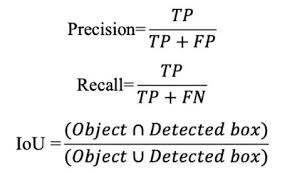 Precision= TP / TP + FP
Recall= TP / TP + FN
IoU = (Object ∩ Detected box) / (Object U Detected box)